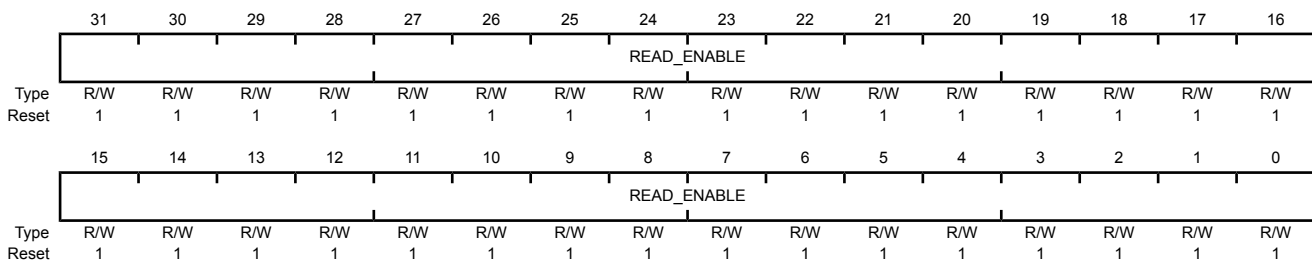 31 30 29 28 27 26 25 24 23 22 21 20 19 18 17 16
READ_ENABLE
Type R/W R/W R/W R/W R/W R/W R/W R/W R/W R/W R/W R/W R/W R/W R/W R/W
Reset 1 1 1 1 1 1 1 1 1 1 1 1 1 1 1 1
15 14 13 12 11 10 9 8 7 6 5 4 3 2 1 0
READ_ENABLE
Type R/W R/W R/W R/W R/W R/W R/W R/W R/W R/W R/W R/W R/W R/W R/W R/W
Reset 1 1 1 1 1 1 1 1 1 1 1 1 1 1 1 1